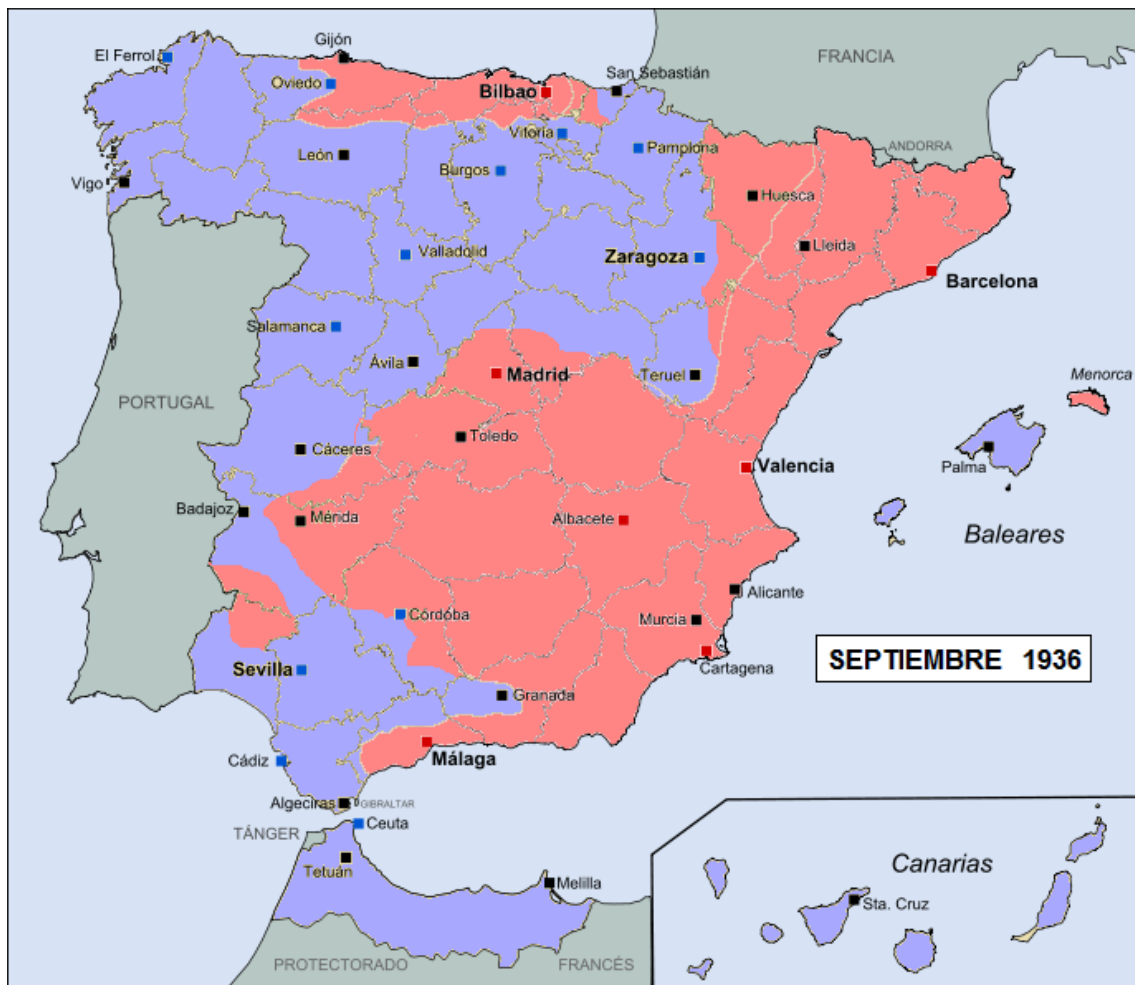 Gijón
El Ferrol
FRANCIA
San Sebastián
Oviedo
Bilbao
Vitoria
Pamplona
ANDORRA
León
Burgos
Vigo
Huesca
Lleida
Valladolid
Zaragoza
Barcelona
Salamanca
Ávila
Madrid
Teruel
Menorca
PORTUGAL
Toledo
Cáceres
Valencia
Palma
Badajoz
Mérida
Albacete
Baleares
Alicante
Córdoba
Murcia
SEPTIEMBRE 1936
Sevilla
Cartagena
Granada
Málaga
Cádiz
Algeciras
GIBRALTAR
Ceuta
TÁNGER
Tetuán
Melilla
Canarias
Sta. Cruz
PROTECTORADO FRANCÉS